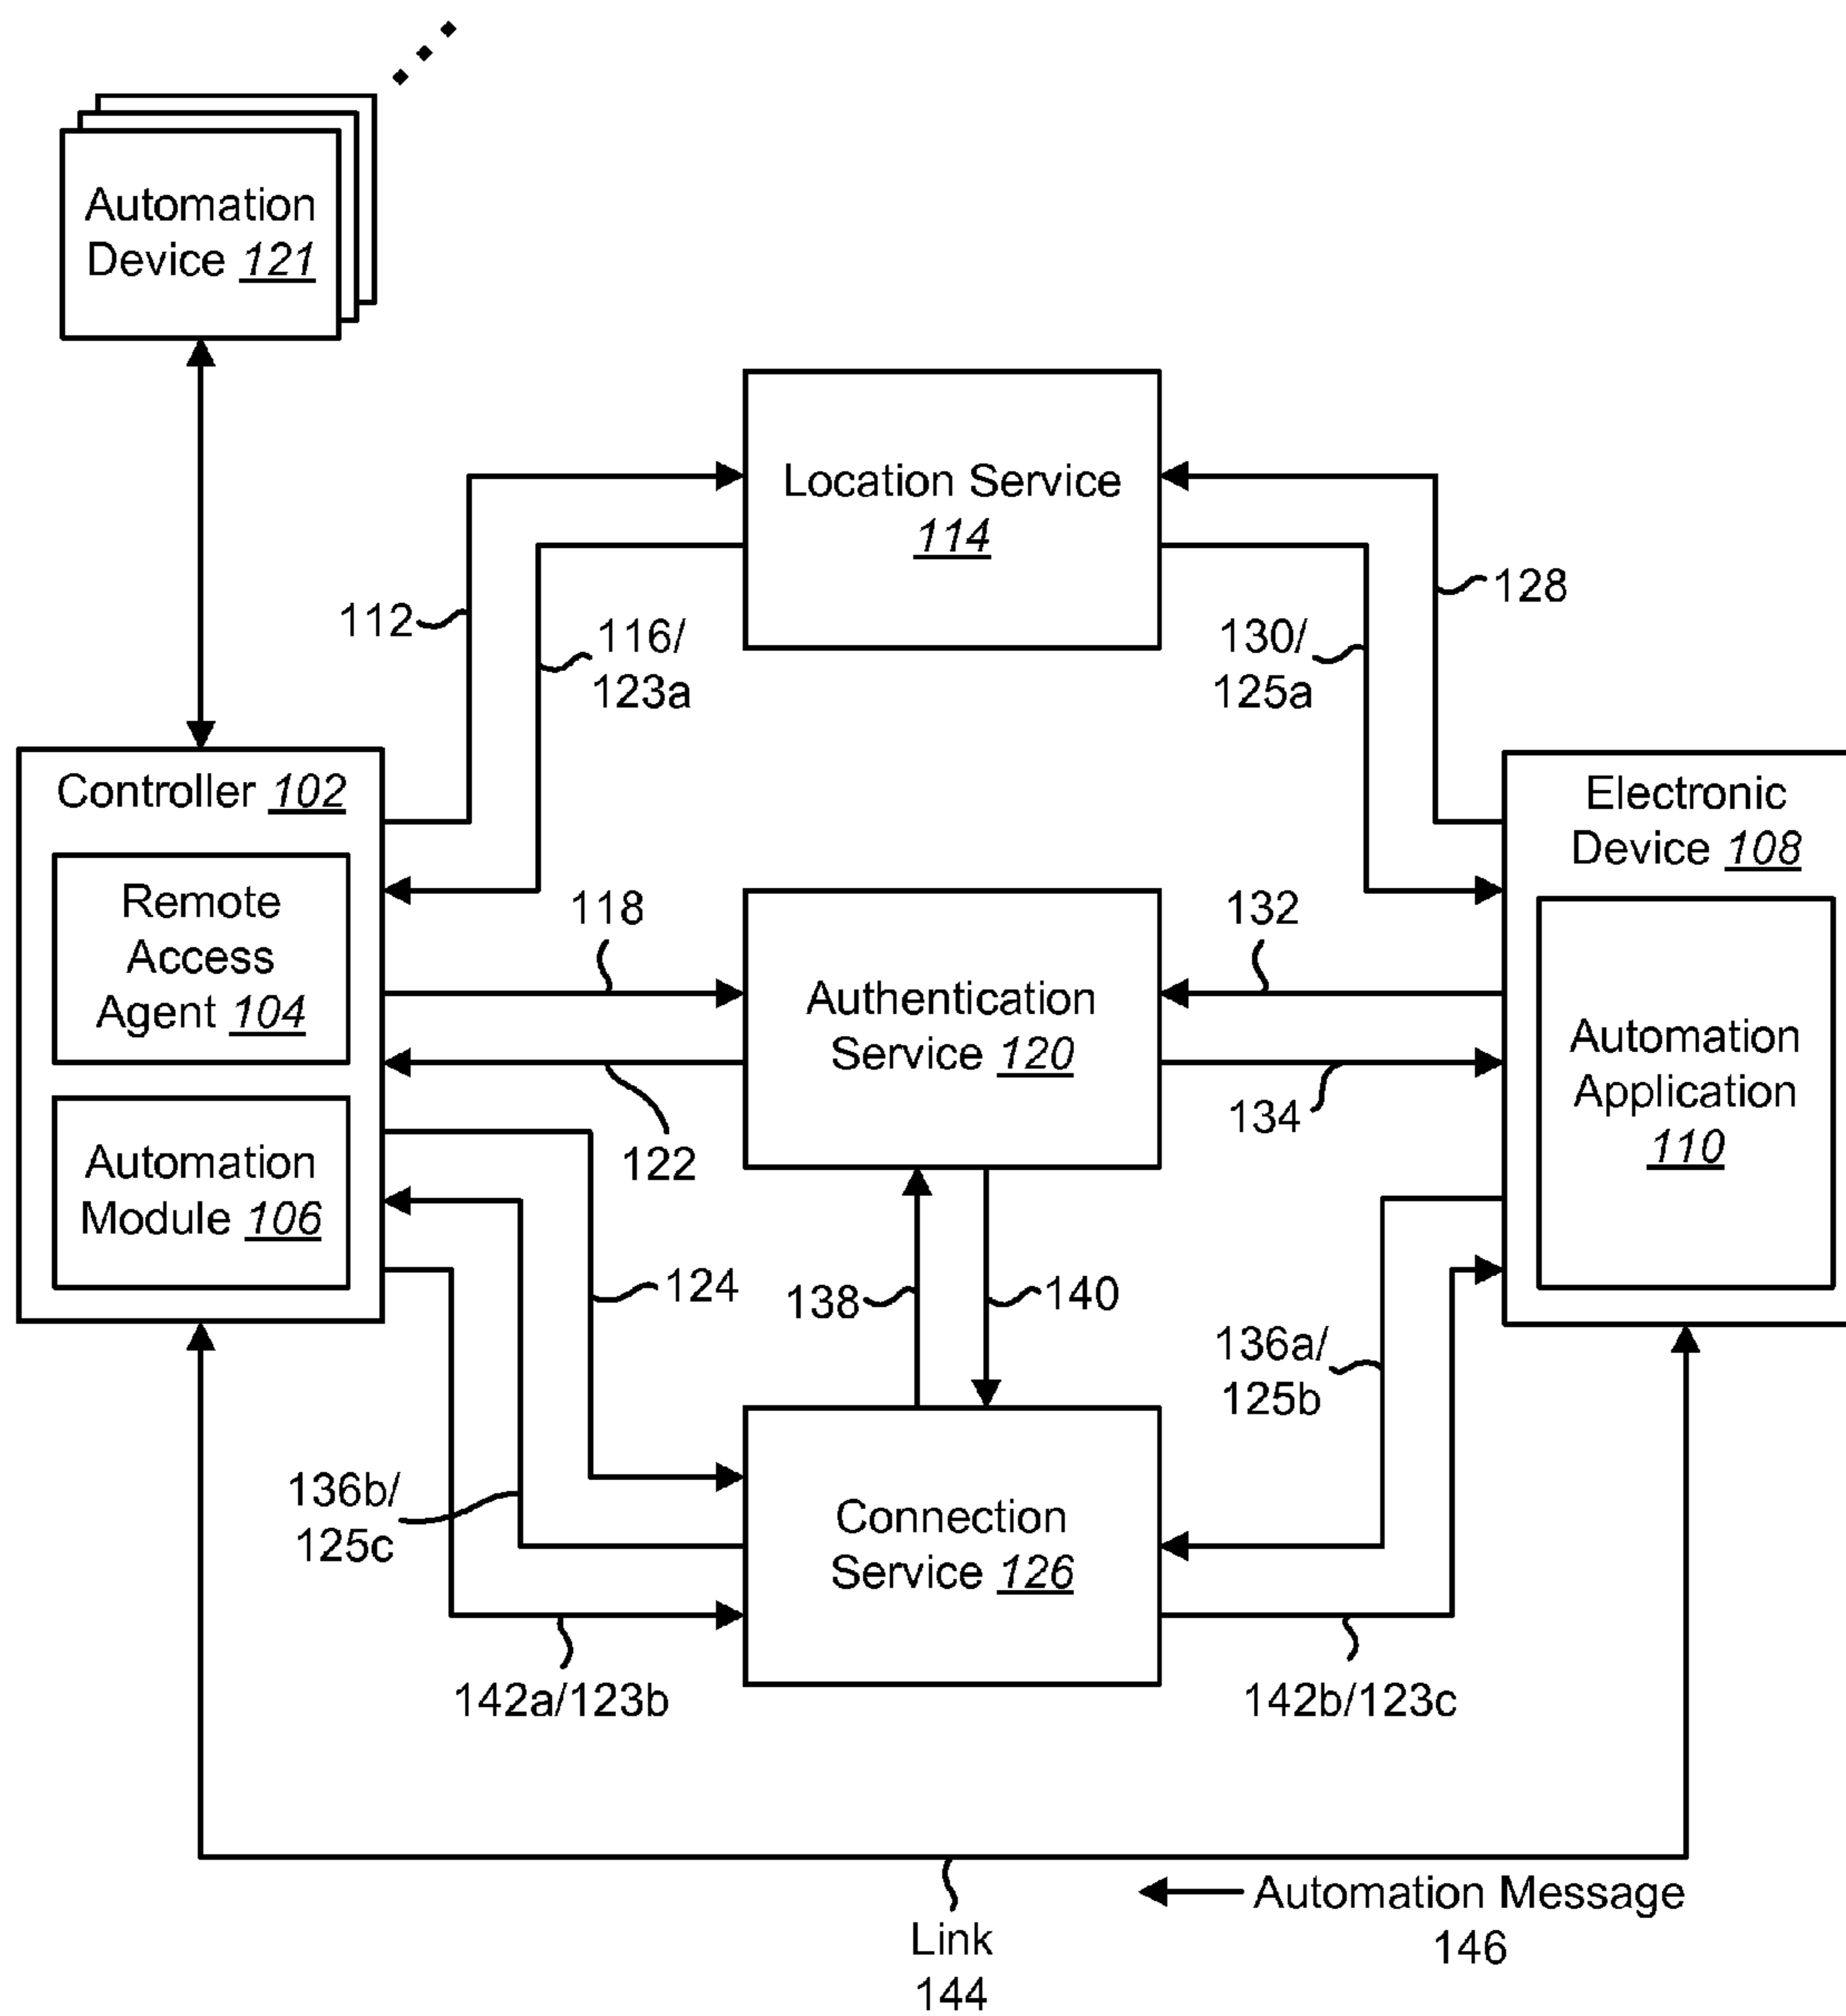 Automation
Device 121
Location Service
114
112
116/
123a
130/
125a
128
Controller 102
Remote
Access
Agent 104
Automation
Module 106
Electronic
Device 108
Automation
Application
110
118
132
Authentication
Service 120
122
134
124
138
140
136a/
125b
136b/
125c
Connection
Service 126
142a/123b
142b/123c
Automation Message
146
Link
144